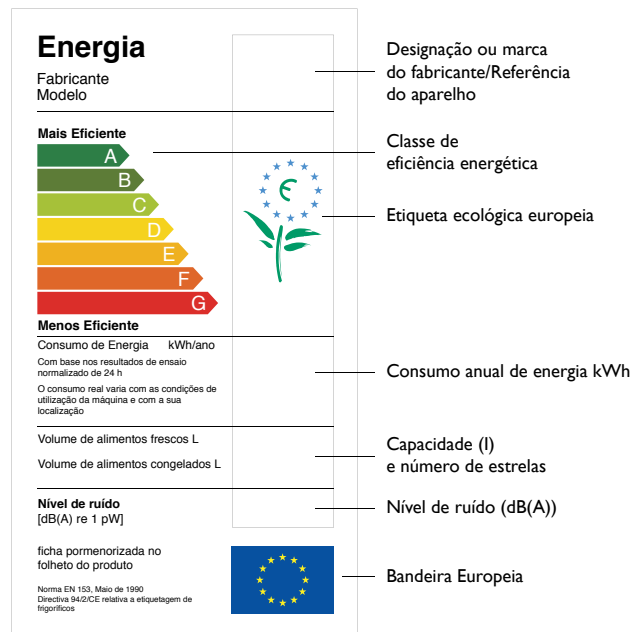 Energia
Fabricante
Modelo
Designação ou marca
do fabricante/Referência
do aparelho
Mais Eficiente
A
B
C
D
E
F
G
Menos Eficiente
Classe de
eficiência energética
Etiqueta ecológica europeia
Consumo de Energia kWh/ano
Com base nos resultados de ensaio
normalizado de 24 h
O consumo real varia com as condições de
utilização da máquina e com a sua
localização
Consumo anual de energia kWh
Volume de alimentos frescos L
Volume de alimentos congelados L
Capacidade (l)
e número de estrelas
Nível de ruído
[dB(A) re 1 pW]
Nível de ruído (dB(A))
ficha pormenorizada no
folheto do produto
Norma EN 153, Maio de 1990
Directiva 94/2/CE relativa a etiquetagem de
frigoríficos
Bandeira Europeia